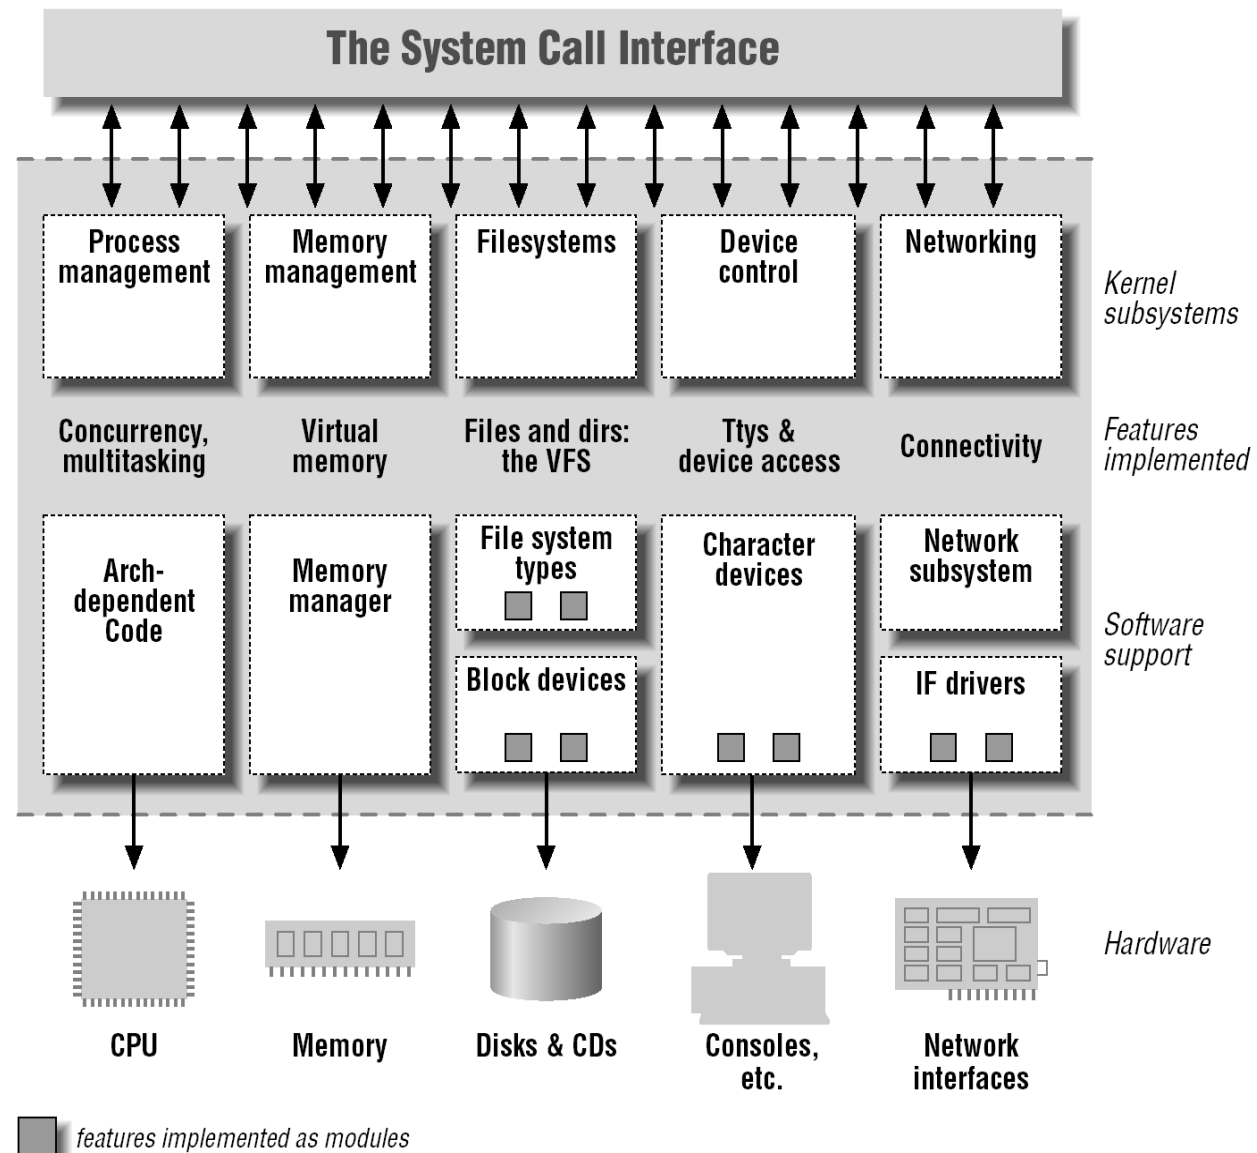 The System Call Interface
Process
management
Memory
management
Filesystems
Device
control
Networking
Kernel
subsystems
Concurrency,
multitasking
Virtual
memory
Files and dirs:
the VFS
Ttys &
device access
Connectivity
Features
implemented
Arch-
dependent
Code
Memory
manager
File system
types
Block devices
Character
devices
Network
subsystem
IF drivers
Software
support
Hardware
CPU
Memory
Disks & CDs
Consoles,
etc.
Network
interfaces
features implemented as modules